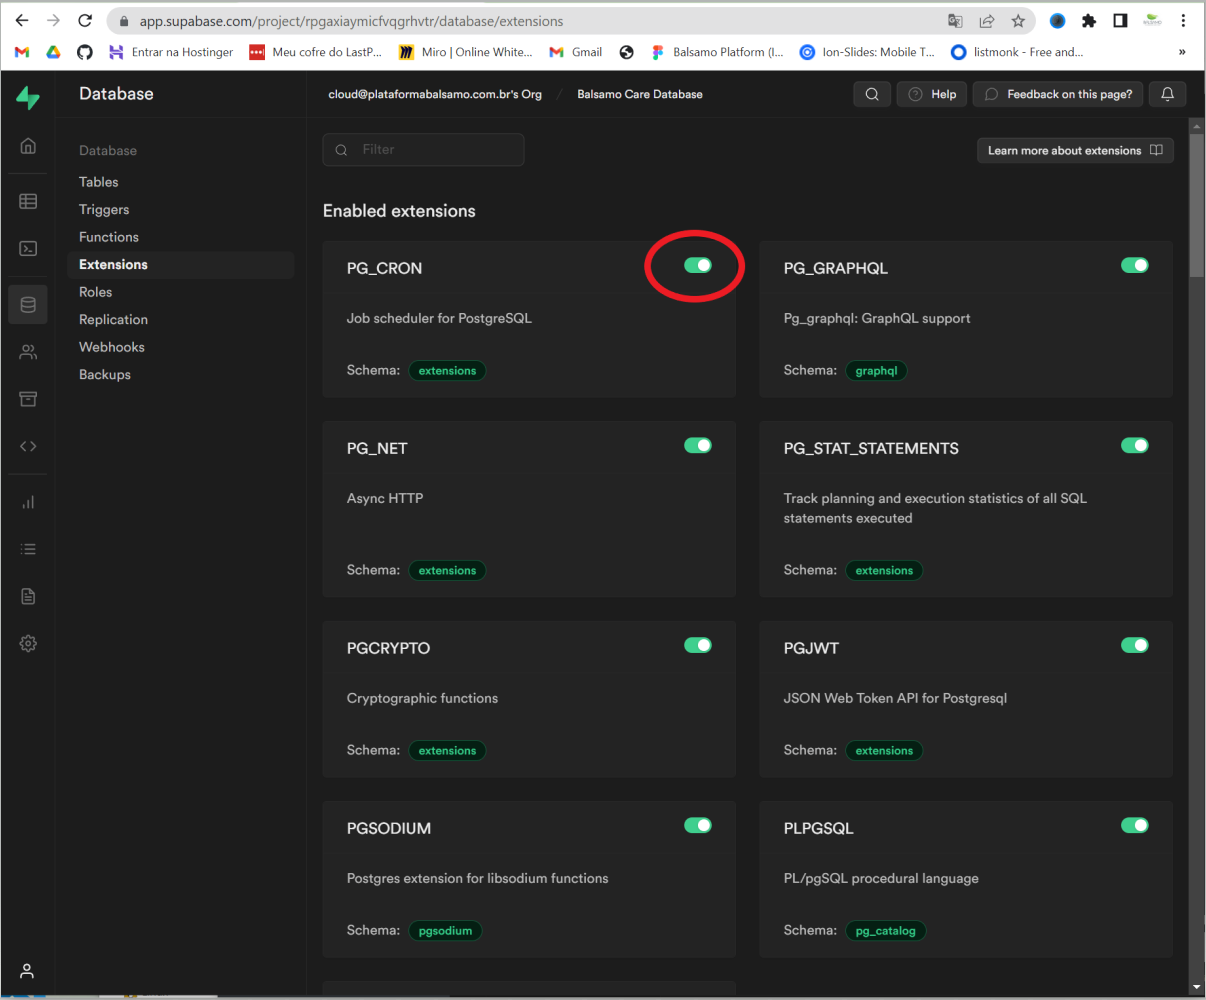 app.supabase.com/project/rpgaxiaymicfvqgrhvtr/database/extensions
Entrar na Hostinger
Meu cofre do LastP...
Miro | Online White...
Gmail
Balsamo Platform (I...
Ion-Slides: Mobile T...
listmonk - Free and...
»
Database
cloud@plataformabalsamo.com.br's Org / Balsamo Care Database
Help
Feedback on this page?
Database
Tables
Triggers
Functions
Extensions
Roles
Replication
Webhooks
Backups
Filter
Learn more about extensions
Enabled extensions
PG_CRON
Job scheduler for PostgreSQL
Schema: extensions
PG_GRAPHQL
Pg_graphql: GraphQL support
Schema: graphql
PG_NET
Async HTTP
Schema: extensions
PG_STAT_STATEMENTS
Track planning and execution statistics of all SQL
statements executed
Schema: extensions
PGCRYPTO
Cryptographic functions
Schema: extensions
PGJWT
JSON Web Token API for Postgresql
Schema: extensions
PGSODIUM
Postgres extension for libsodium functions
Schema: pgsodium
PLPGSQL
PL/pgSQL procedural language
Schema: pg_catalog